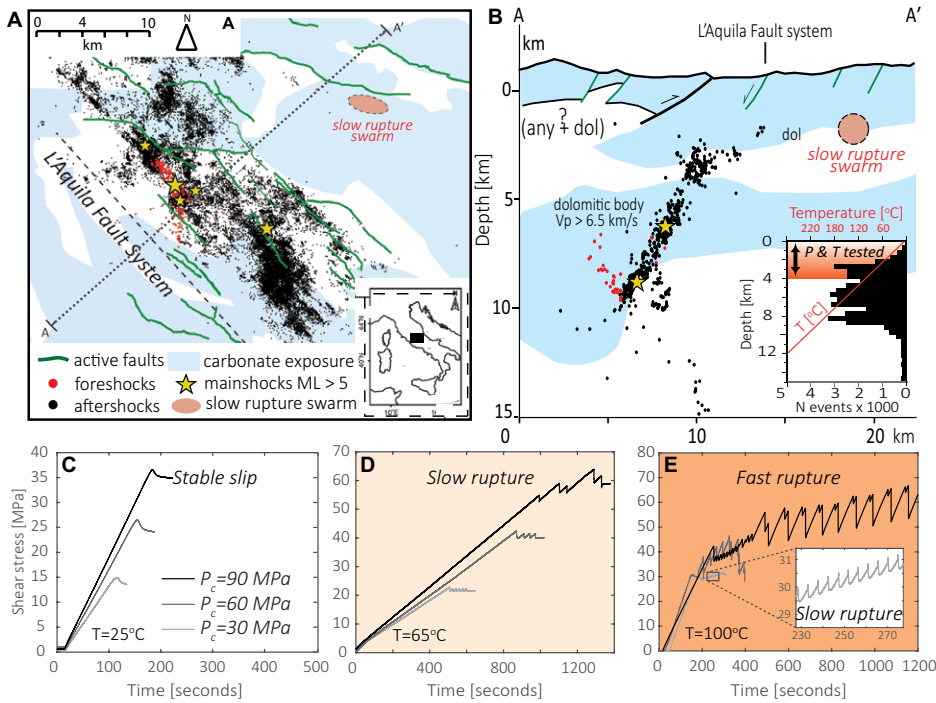 A
0 4 10
km
N
A
A'
slow rupture
swarm
L'Aquila Fault System
A
active faults
carbonate exposure
foreshocks
mainshocks ML > 5
aftershocks
slow rupture swarm
10°E
B
A
A'
km
L'Aquila Fault system
0
?
(any + dol)
dol
slow rupture
swarm
5
dolomitic body
Vp > 6.5 km/s
Depth [km]
10
15
0
10
20
km
Temperature [°C]
220 180 120 60
P & T tested
T [°C]
0
4
8
12
Depth [km]
5 4 3 2 1 0
N events x 1000
C
Stable slip
Shear stress [MPa]
40
35
30
25
20
15
10
5
0
Pc=90 MPa
Pc=60 MPa
Pc=30 MPa
T=25°C
0 100 200 300 400 500
Time [seconds]
D
Slow rupture
70
60
50
40
30
20
10
0
T=65°C
0 200 400 600 800 1000 1200
Time [seconds]
E
Fast rupture
80
70
60
50
40
30
20
10
0
T=100°C
31
30
29
Slow rupture
230 250 270
0 200 400 600 800 1000 1200
Time [seconds]